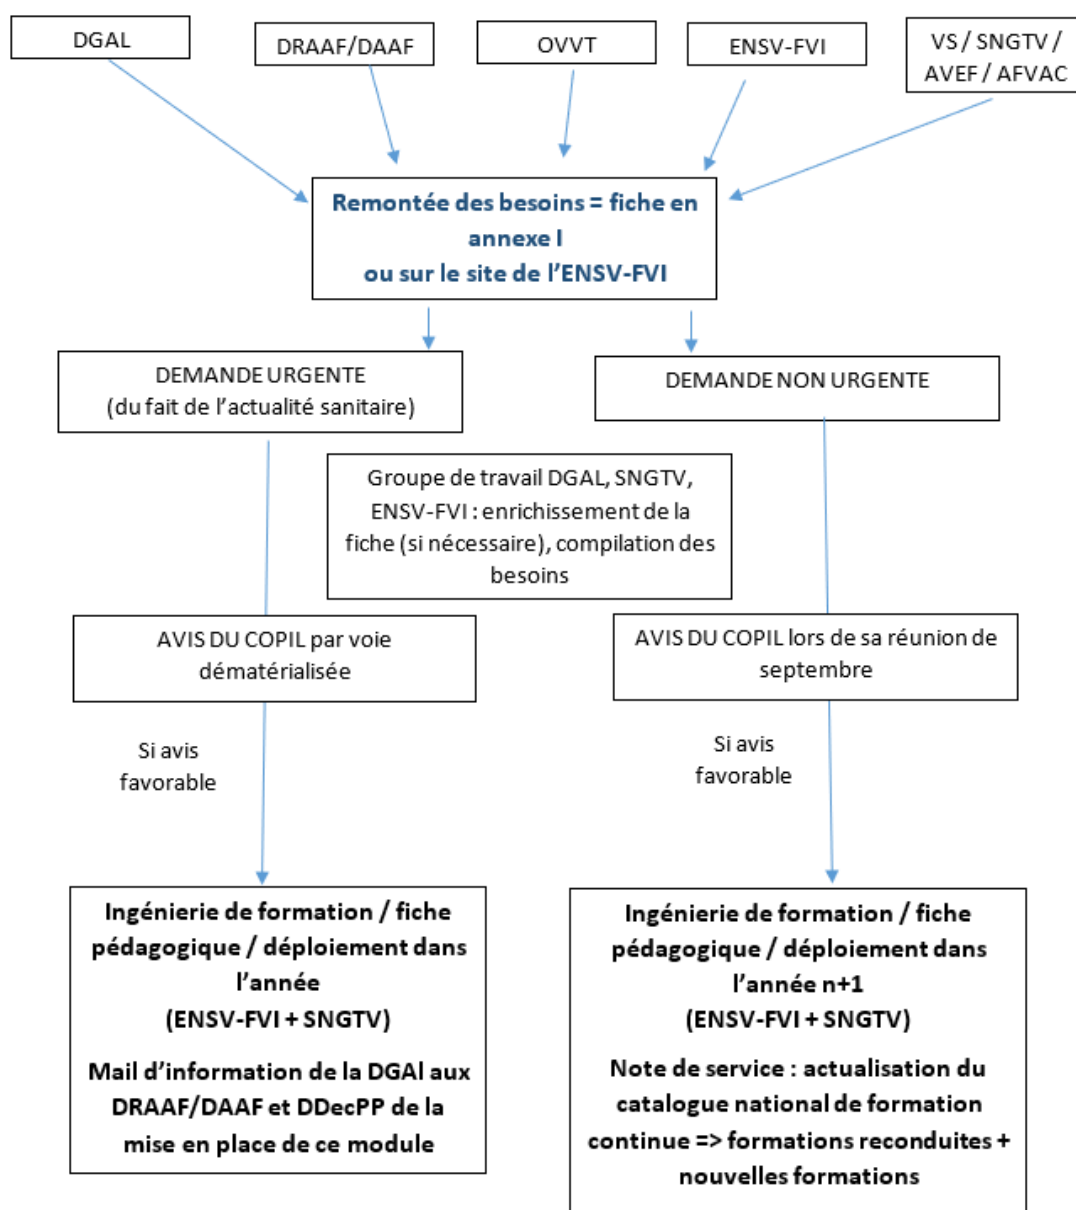 DGAL
DRAAF/DAAF
OVVT
ENSV-FVI
VS / SNGTV /
AVEF / AFVAC
Remontée des besoins = fiche en
annexe I
ou sur le site de l’ENSV-FVI
DEMANDE URGENTE
(du fait de l’actualité sanitaire)
DEMANDE NON URGENTE
Groupe de travail DGAL, SNGTV,
ENSV-FVI : enrichissement de la
fiche (si nécessaire), compilation des
besoins
AVIS DU COPIL par voie
dématérialisée
AVIS DU COPIL lors de sa réunion de
septembre
Si avis
favorable
Si avis
favorable
Ingénierie de formation / fiche
pédagogique / déploiement dans
l’année
(ENSV-FVI + SNGTV)
Mail d’information de la DGAl aux
DRAAF/DAAF et DDecPP de la
mise en place de ce module
Ingénierie de formation / fiche
pédagogique / déploiement dans
l’année n+1
(ENSV-FVI + SNGTV)
Note de service : actualisation du
catalogue national de formation
continue => formations reconduites +
nouvelles formations